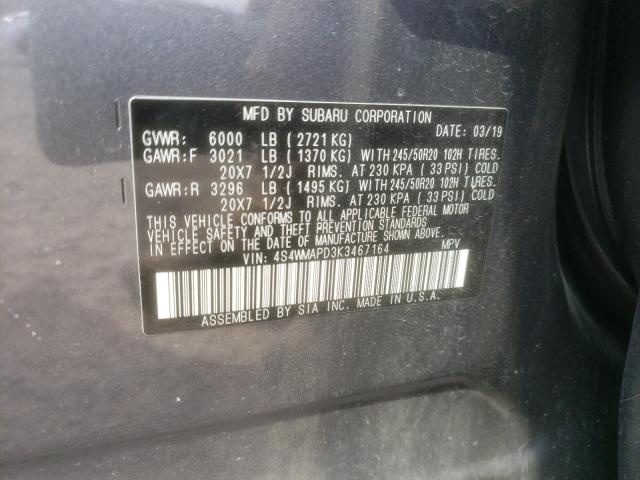 MFD BY SUBARU CORPORATION
DATE: 03/19
GVWR: 6000 LB ( 2721 KG)
GAWR:F 3021 LB ( 1370 KG) WITH 245/50R20 102H TIRES.
20X7 1/2J RIMS. AT 230 KPA ( 33 PSI) COLD
GAWR:R 3296 LB ( 1495 KG) WITH 245/50R20 102H TIRES.
20X7 1/2J RIMS. AT 230 KPA ( 33 PSI) COLD
THIS VEHICLE CONFORMS TO ALL APPLICABLE FEDERAL MOTOR
VEHICLE SAFETY AND THEFT PREVENTION STANDARDS
IN EFFECT ON THE DATE OF MANUFACTURE SHOWN ABOVE.
VIN: 4S4WMAPD3K3467164 MPV
ASSEMBLED BY SIA INC. MADE IN U.S.A.